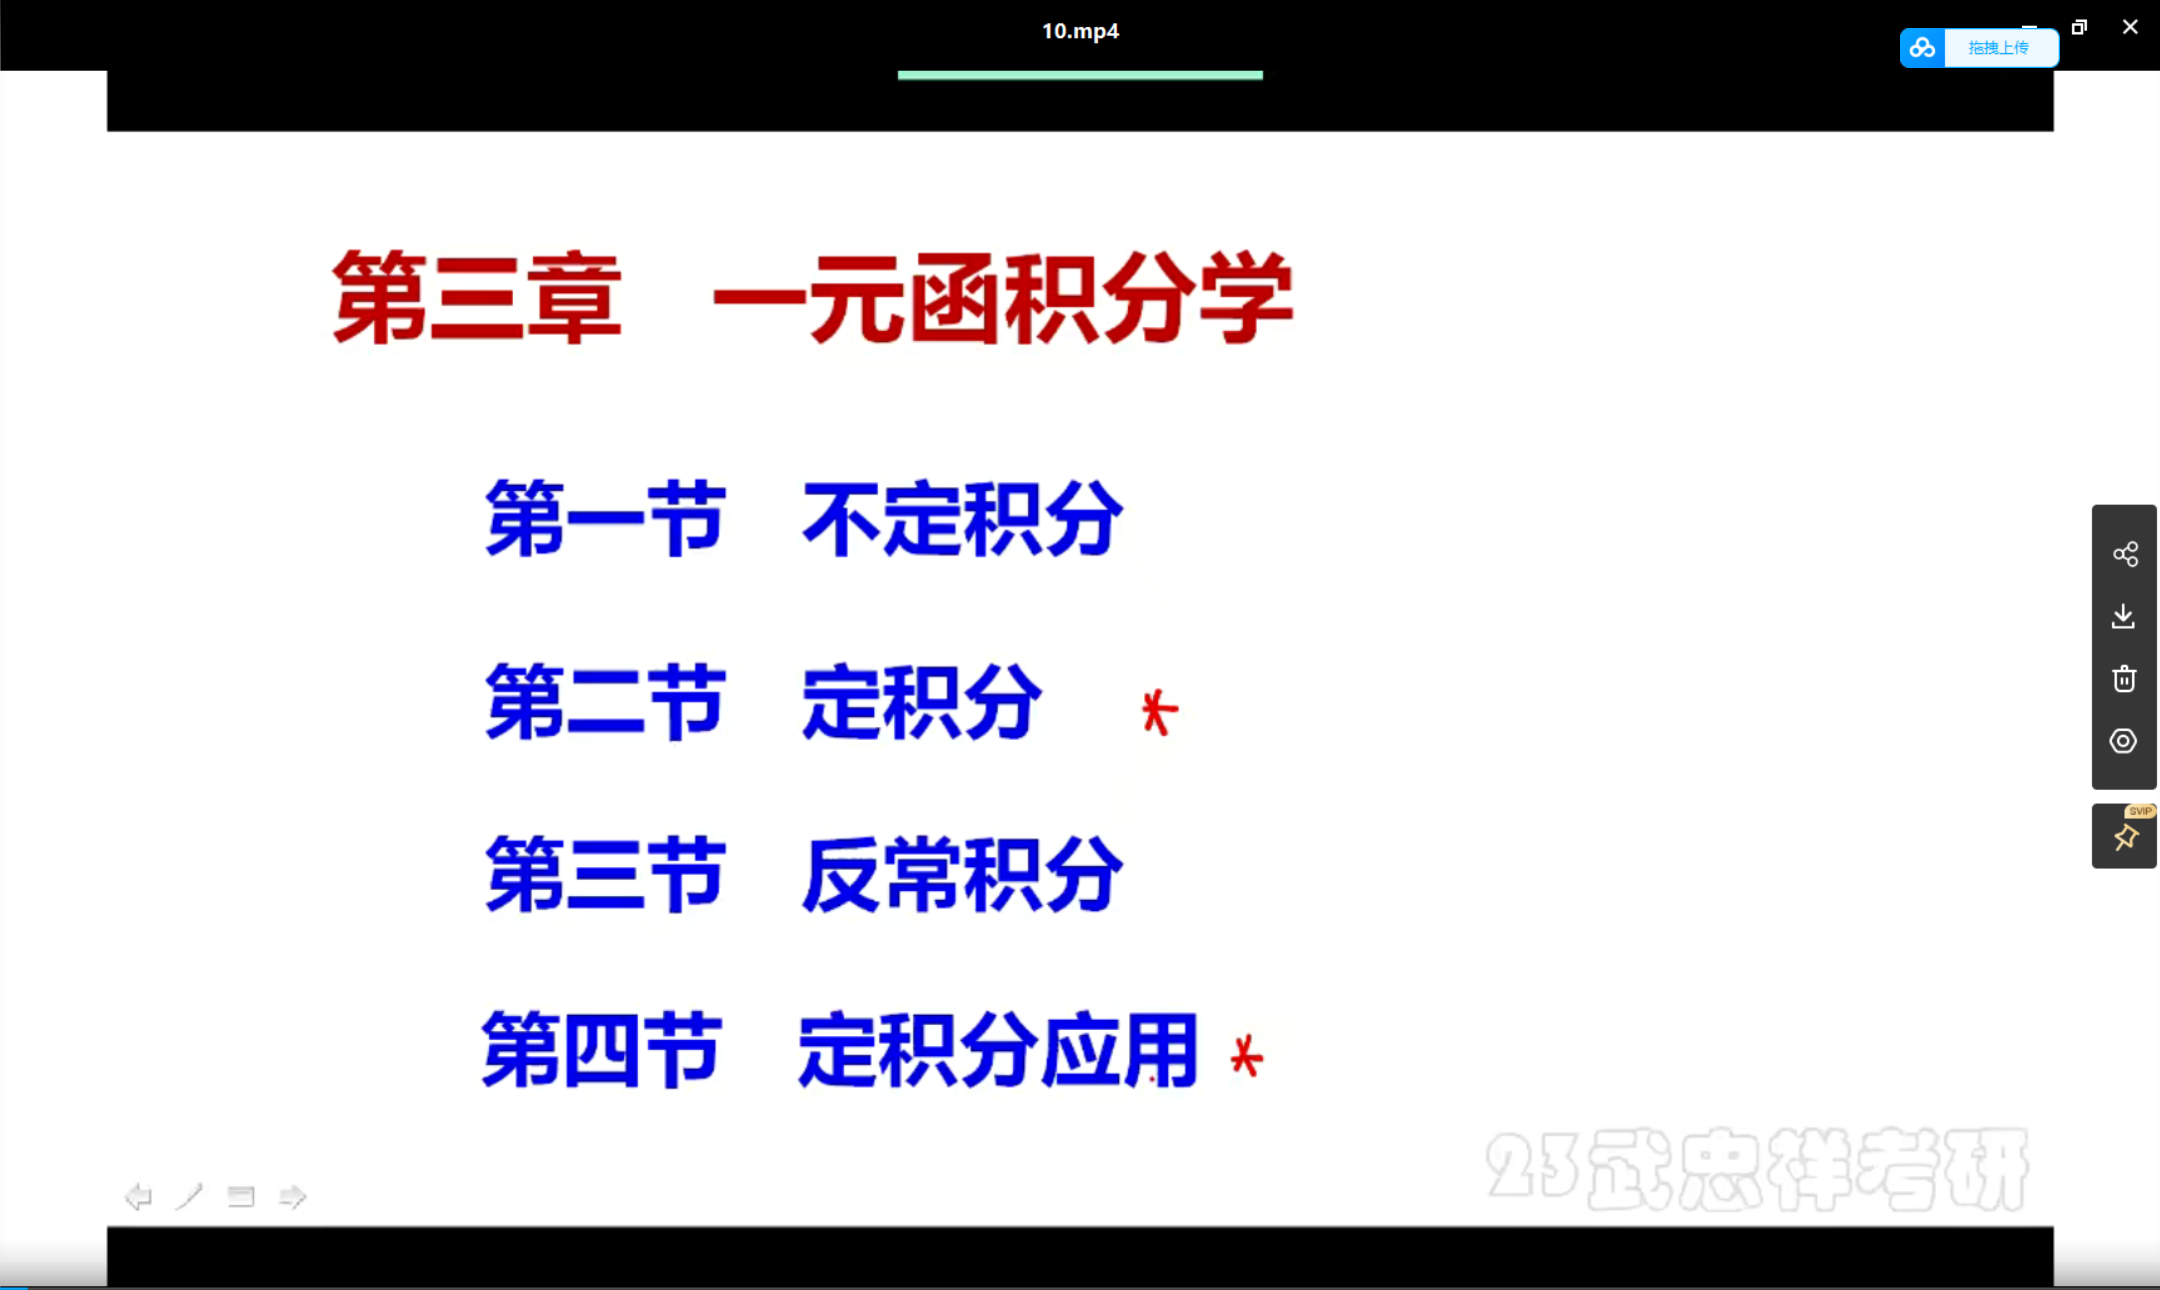 10.mp4
拖拽上传
第三章 一元函积分学
第一节 不定积分
第二节 定积分 *
第三节 反常积分
SVIP
第四节 定积分应用 *
23武忠祥考研